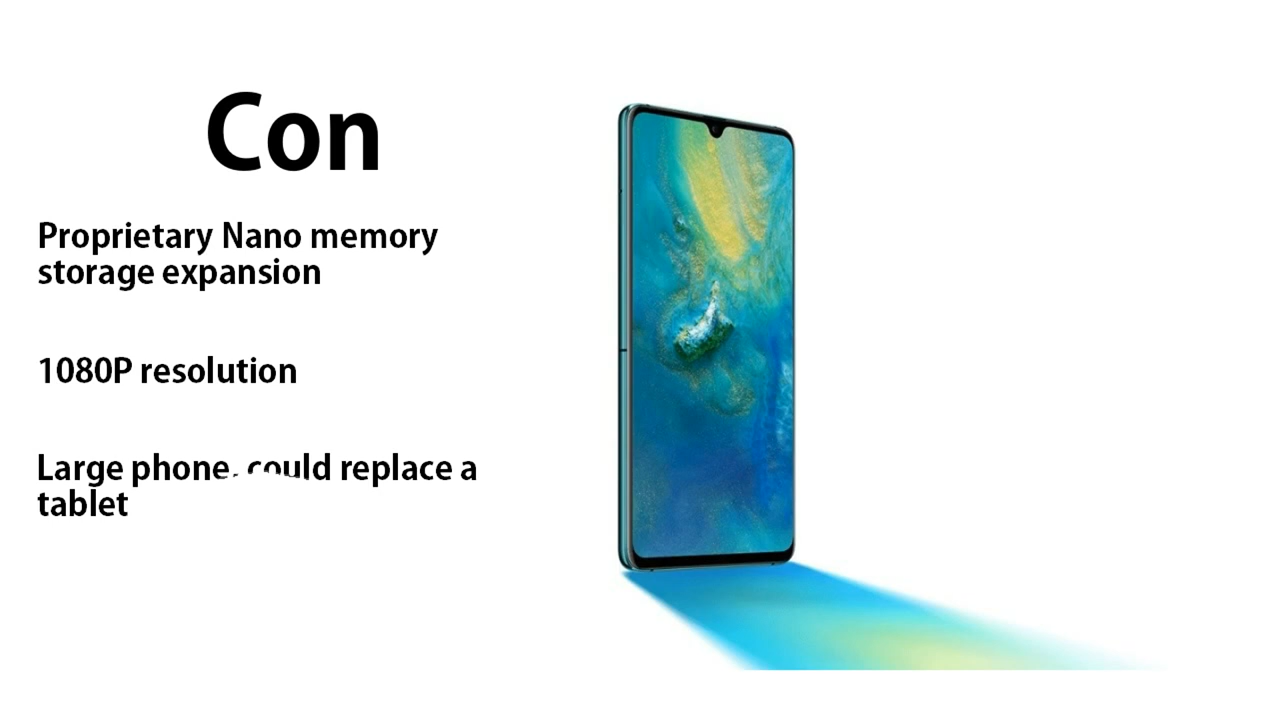 Con
Proprietary Nano memory
storage expansion
1080P resolution
Large phone, could replace a
tablet